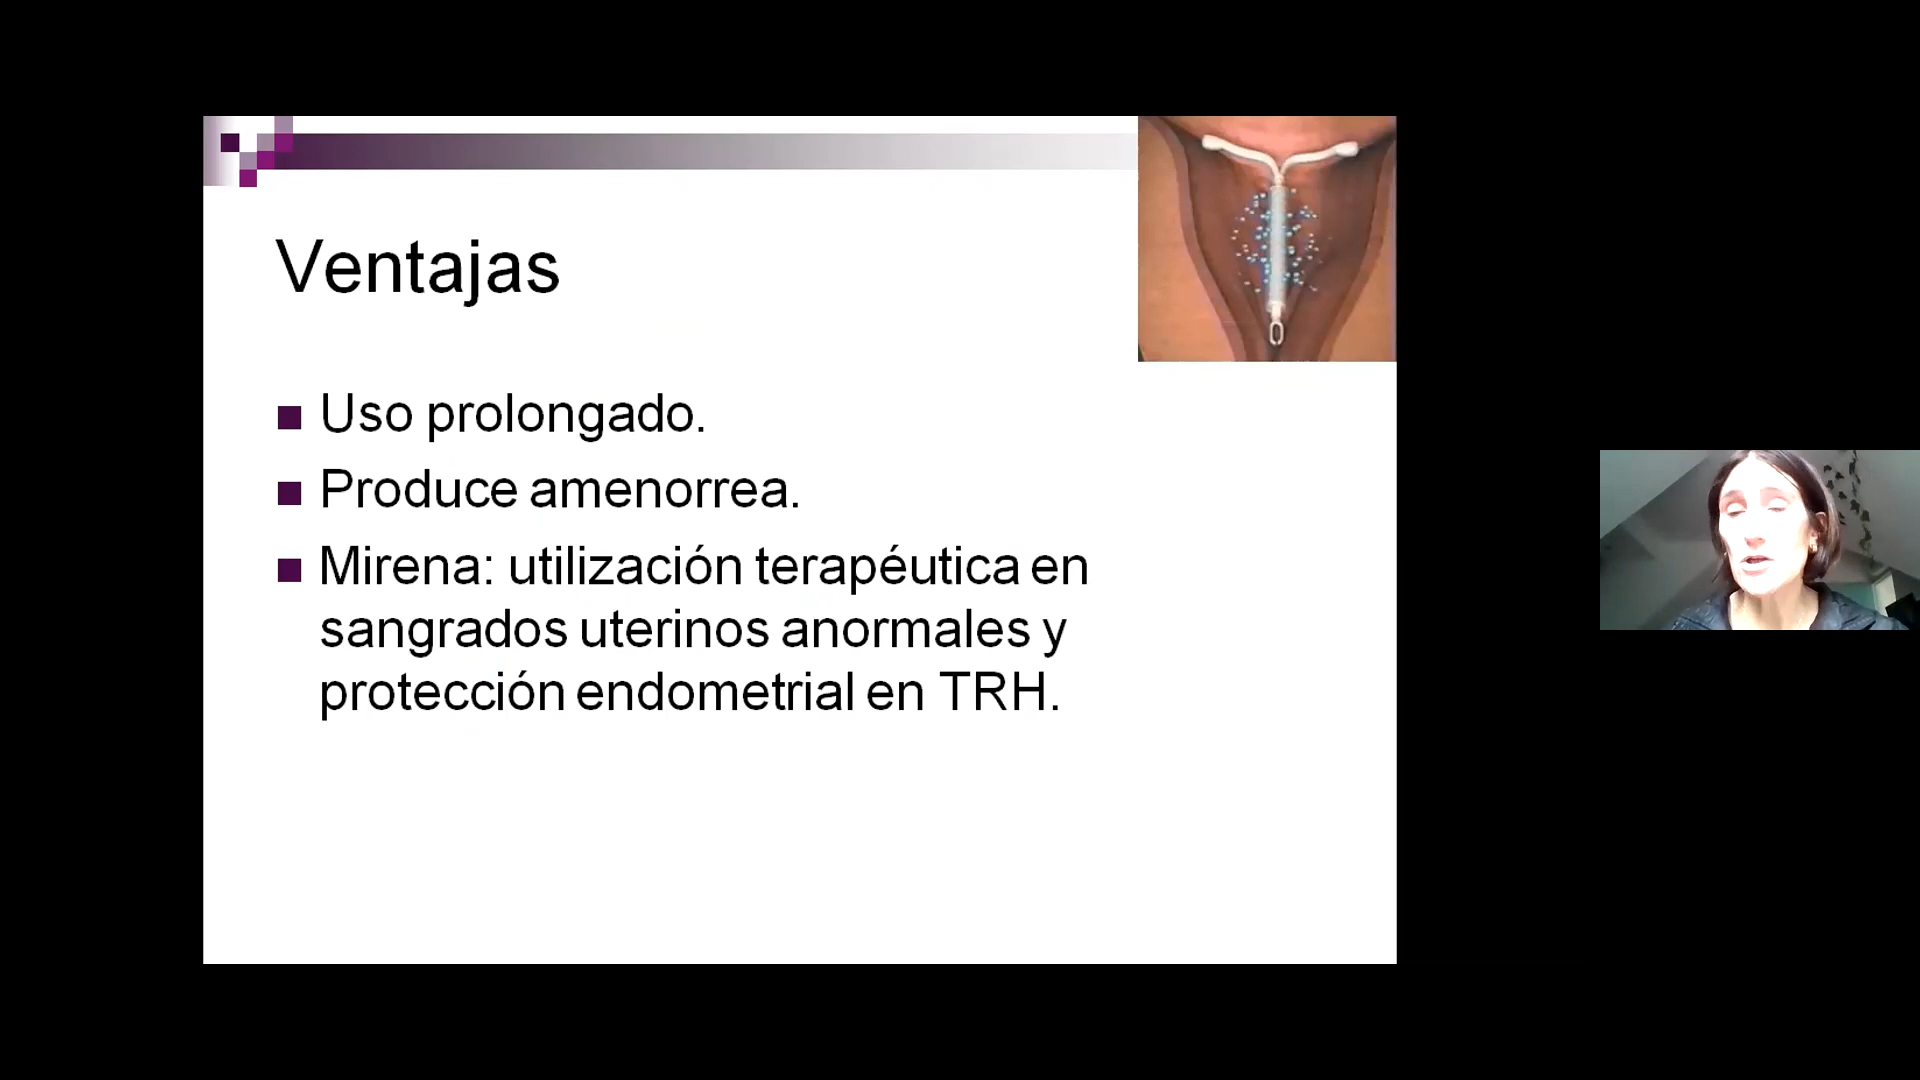 Ventajas
Uso prolongado.
Produce amenorrea.
Mirena: utilización terapéutica en
sangrados uterinos anormales y
protección endometrial en TRH.